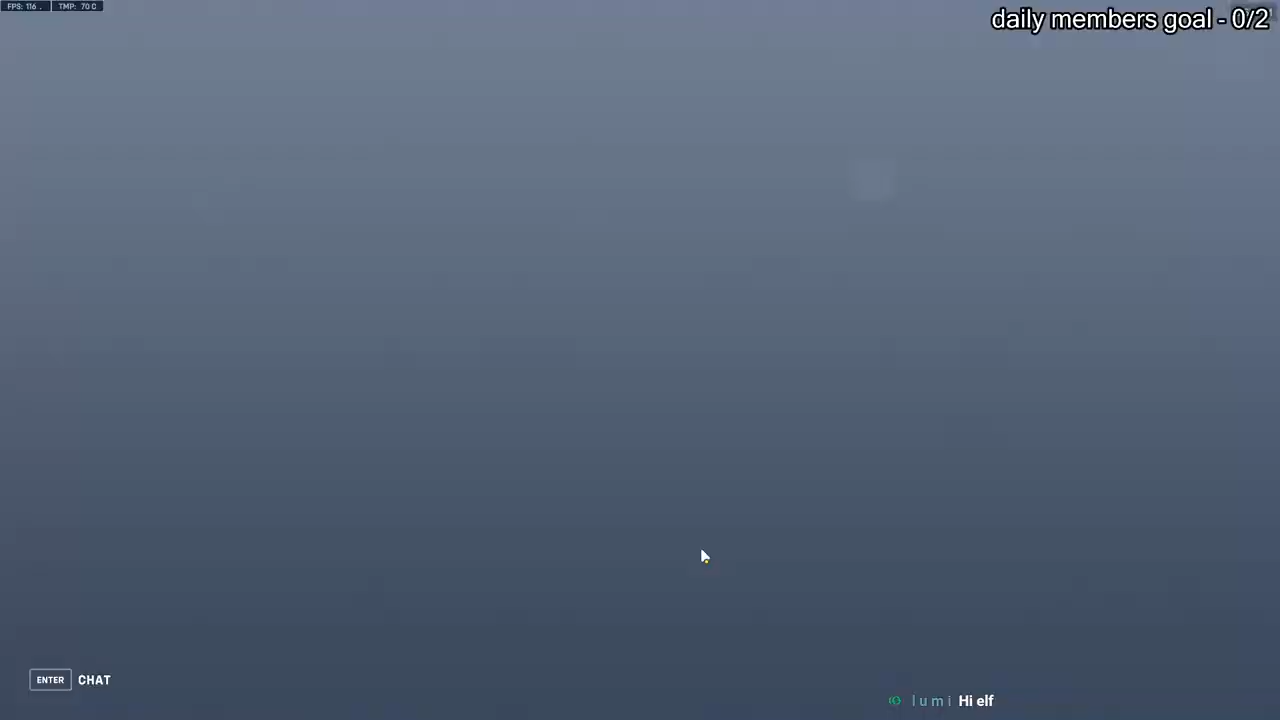 FPS: 116 . TMP: 70 C
daily members goal - 0/2
ENTER CHAT
l u m i Hi elf